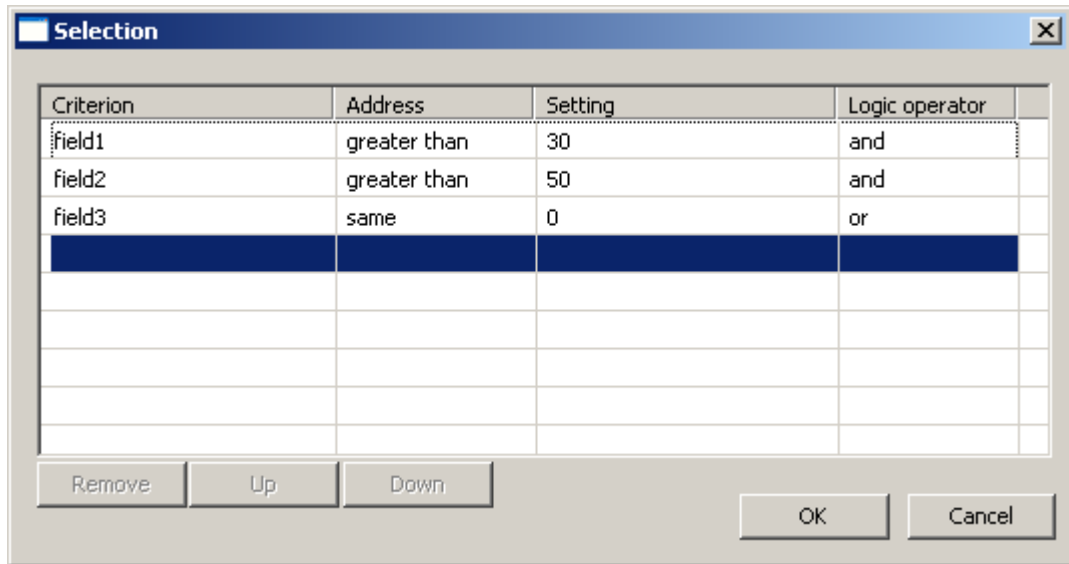 Selection
Criterion Address Setting Logic operator
field1 greater than 30 and
field2 greater than 50 and
field3 same 0 or
Remove Up Down
OK Cancel